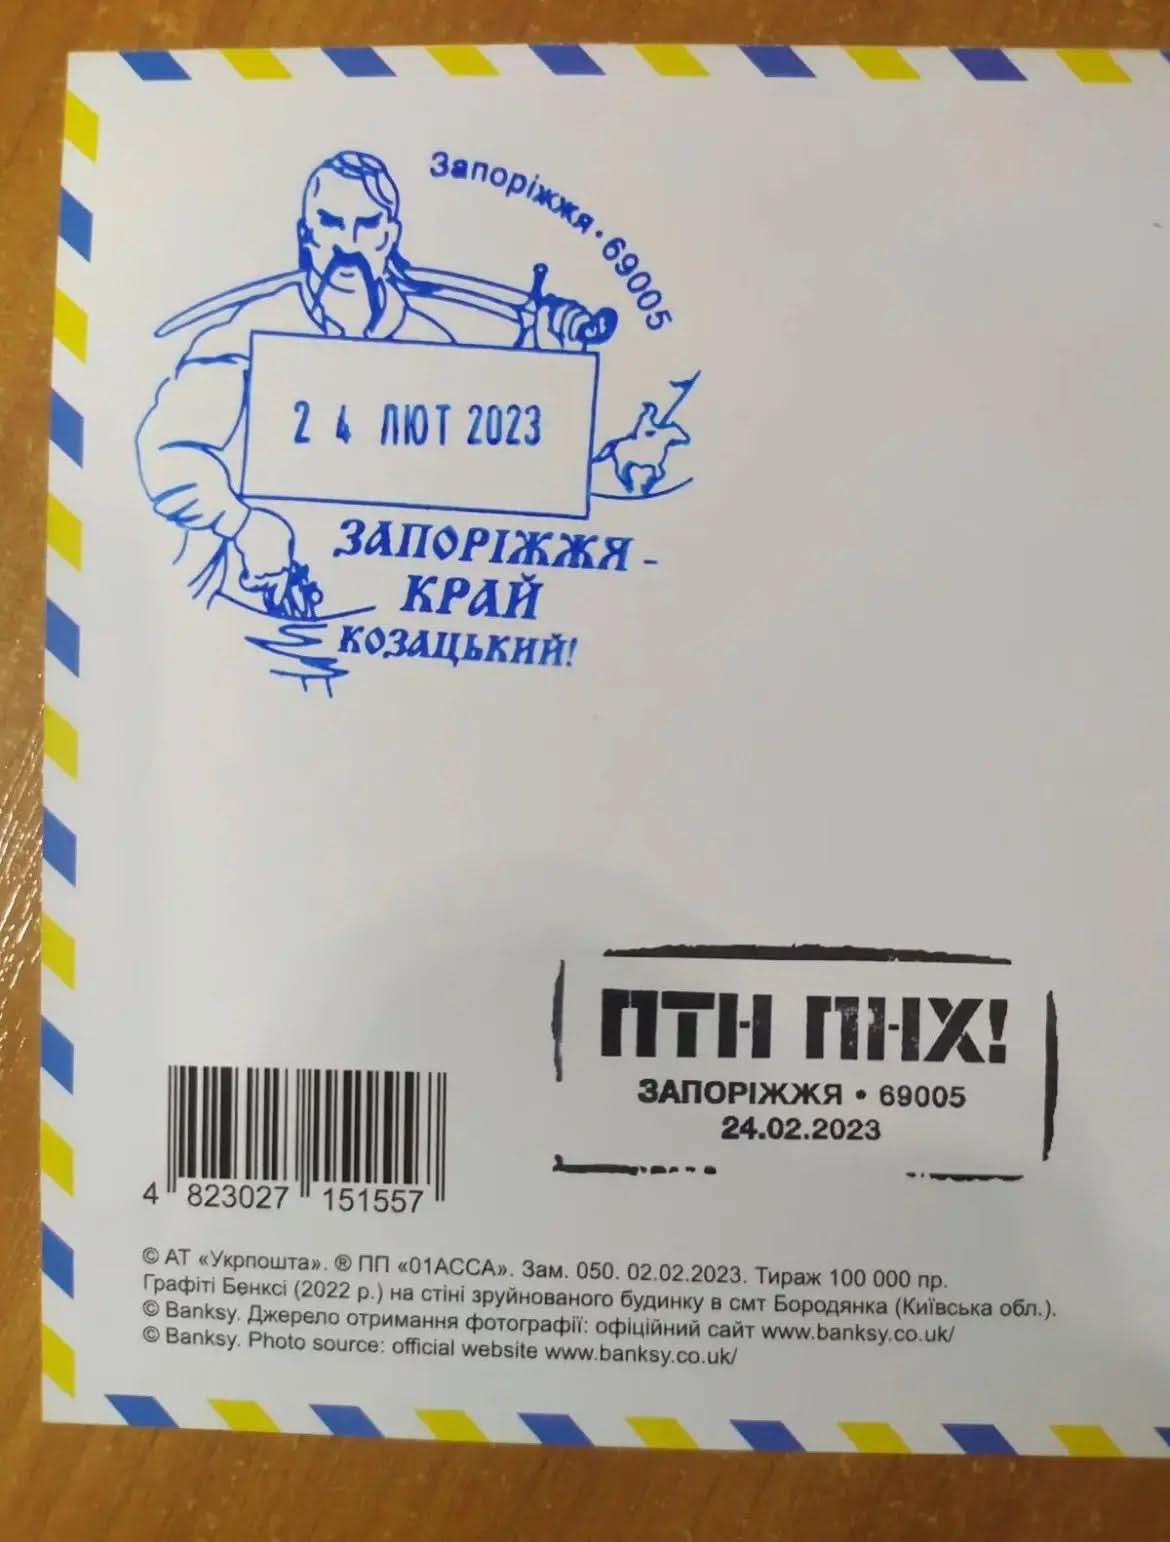 Запоріжжя • 69005
24 ЛЮТ 2023
ЗАПОРІЖЖЯ -
КРАЙ
КОЗАЦЬКИЙ!
ПТН ПНХ!
ЗАПОРІЖЖЯ • 69005
24.02.2023
4 823027 151557
© АТ «Укрпошта». ® ПП «01АССА». Зам. 050. 02.02.2023. Тираж 100 000 пр.
Графіті Бенксі (2022 р.) на стіні зруйнованого будинку в смт Бородянка (Київська обл.).
© Banksy. Джерело отримання фотографії: офіційний сайт www.banksy.co.uk/
© Banksy. Photo source: official website www.banksy.co.uk/